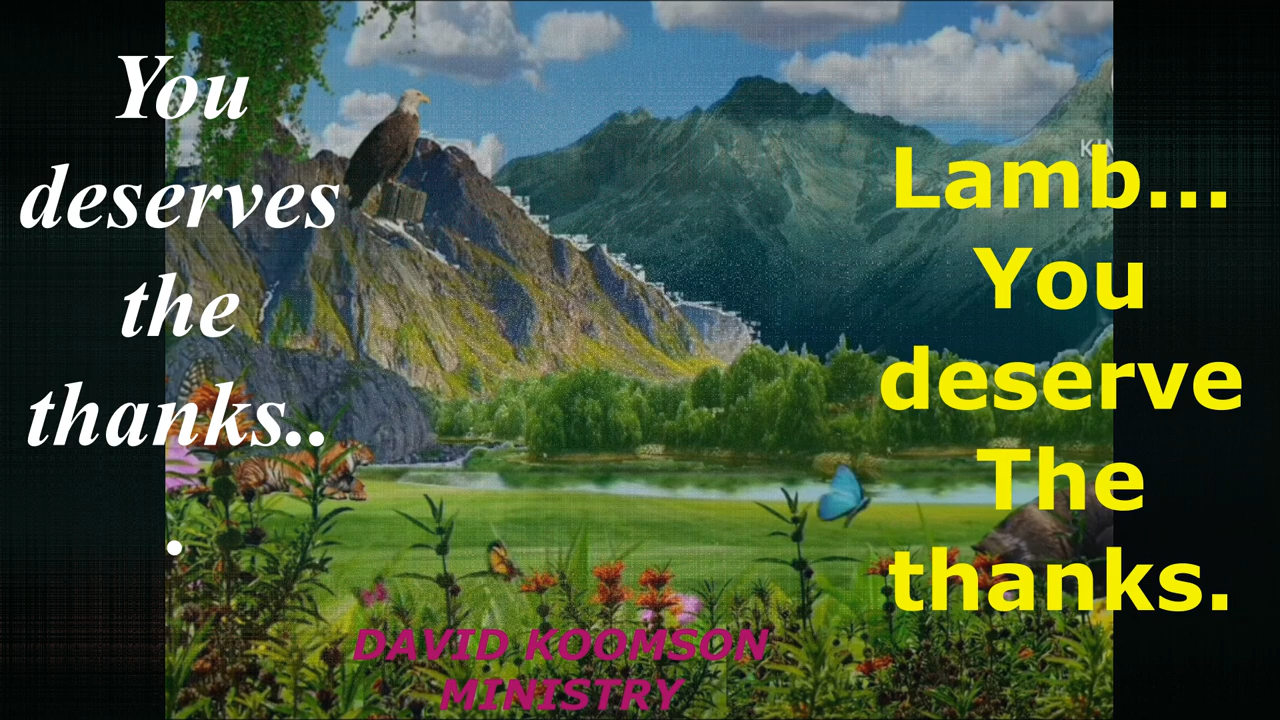 You
deserves
the
thanks..
.
Lamb...
You
deserve
The
thanks.
DAVID KOOMSON
MINISTRY